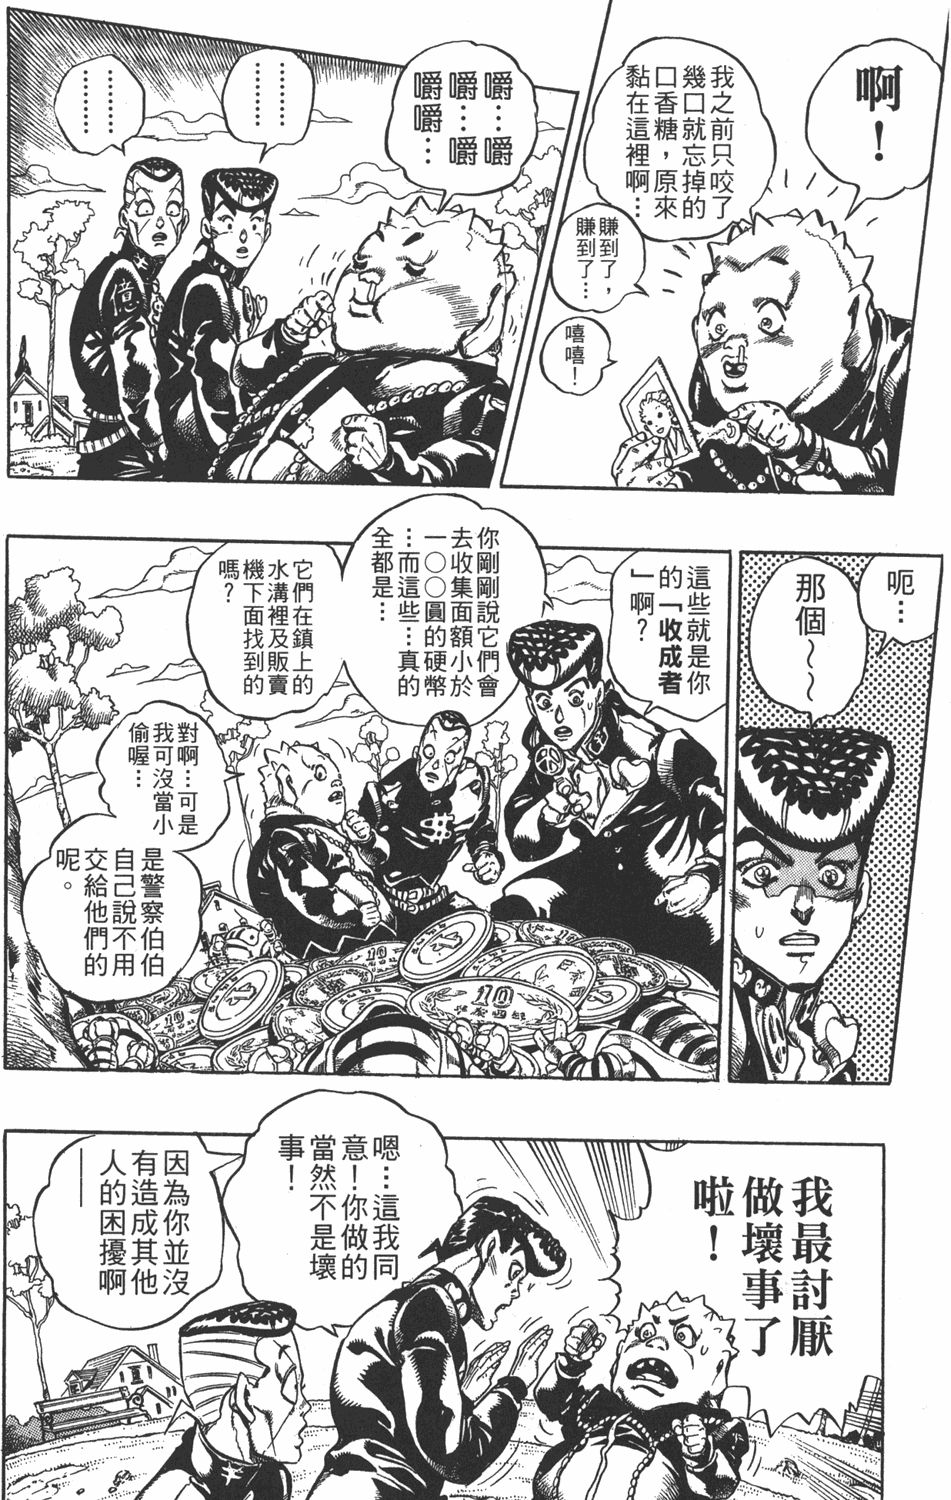 啊！
我之前只咬了
幾口就忘掉的
口香糖，原來
黏在這裡啊…
賺到了，
賺到了…
嘻嘻！
嚼…嚼
嚼…嚼
嚼嚼…
………
………
………
………
億
呃…
那個～～
這些就是你
的「收成者
」啊？
你剛剛說它們會
去收集面額小於
一〇〇圓的硬幣
…而這些…真的
全都是…
它們在鎮上的
水溝裡及販賣
機下面找到的
嗎？
對啊…可是
我可沒當小
偷喔…
是警察伯伯
自己說不用
交給他們的
呢。
10
10
10
我最討厭
做壞事了
啦！
嗯…這我同
意！你做的
當然不是壞
事！
因為你並沒
有造成其他
人的困擾啊
——